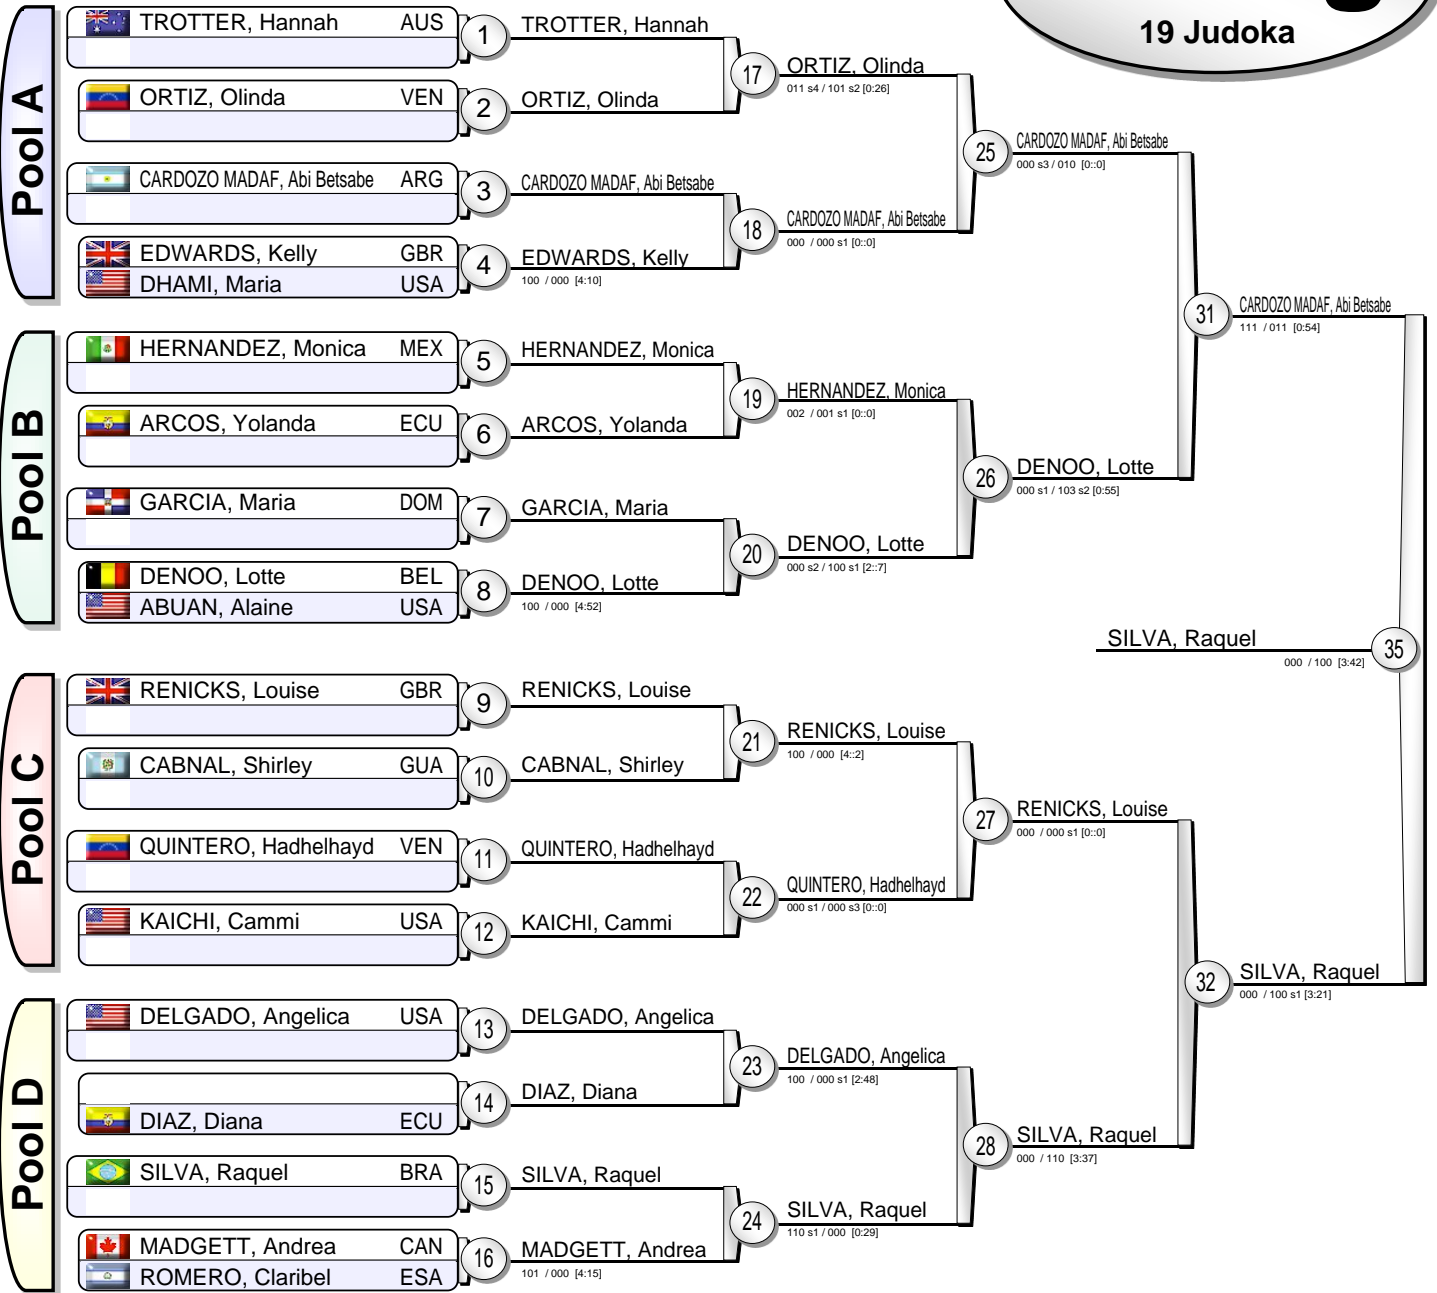 19 Judoka
Pool A
TROTTER, Hannah AUS
1
TROTTER, Hannah
ORTIZ, Olinda VEN
2
ORTIZ, Olinda
17
ORTIZ, Olinda
011 s4 / 101 s2 [0:26]
CARDOZO MADAF, Abi Betsabe ARG
3
CARDOZO MADAF, Abi Betsabe
EDWARDS, Kelly GBR
DHAMI, Maria USA
4
EDWARDS, Kelly
100 / 000 [4:10]
18
CARDOZO MADAF, Abi Betsabe
000 / 000 s1 [0::0]
25
CARDOZO MADAF, Abi Betsabe
000 s3 / 010 [0::0]
Pool B
HERNANDEZ, Monica MEX
5
HERNANDEZ, Monica
ARCOS, Yolanda ECU
6
ARCOS, Yolanda
19
HERNANDEZ, Monica
002 / 001 s1 [0::0]
GARCIA, Maria DOM
7
GARCIA, Maria
DENOO, Lotte BEL
ABUAN, Alaine USA
8
DENOO, Lotte
100 / 000 [4:52]
20
DENOO, Lotte
000 s2 / 100 s1 [2::7]
26
DENOO, Lotte
000 s1 / 103 s2 [0:55]
31
CARDOZO MADAF, Abi Betsabe
111 / 011 [0:54]
Pool C
RENICKS, Louise GBR
9
RENICKS, Louise
CABNAL, Shirley GUA
10
CABNAL, Shirley
21
RENICKS, Louise
100 / 000 [4::2]
QUINTERO, Hadhelhayd VEN
11
QUINTERO, Hadhelhayd
KAICHI, Cammi USA
12
KAICHI, Cammi
22
QUINTERO, Hadhelhayd
000 s1 / 000 s3 [0::0]
27
RENICKS, Louise
000 / 000 s1 [0::0]
Pool D
DELGADO, Angelica USA
13
DELGADO, Angelica
DIAZ, Diana ECU
14
DIAZ, Diana
23
DELGADO, Angelica
100 / 000 s1 [2:48]
SILVA, Raquel BRA
15
SILVA, Raquel
MADGETT, Andrea CAN
ROMERO, Claribel ESA
16
MADGETT, Andrea
101 / 000 [4:15]
24
SILVA, Raquel
110 s1 / 000 [0:29]
28
SILVA, Raquel
000 / 110 [3:37]
32
SILVA, Raquel
000 / 100 s1 [3:21]
SILVA, Raquel
000 / 100 [3:42]
35